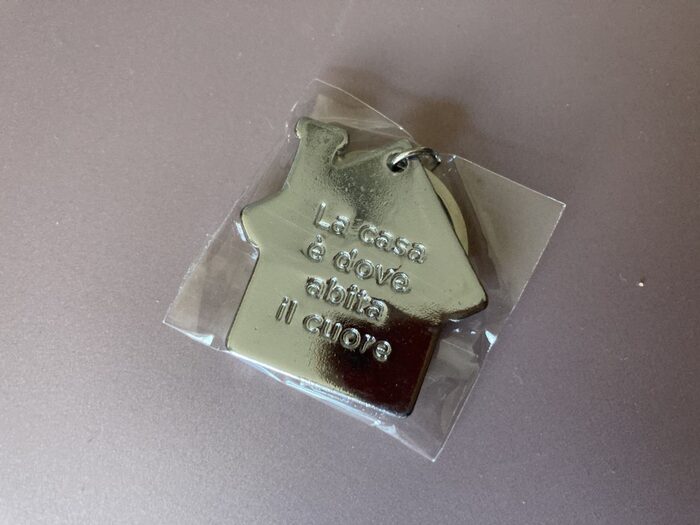 La casa
è dove
abita
il cuore